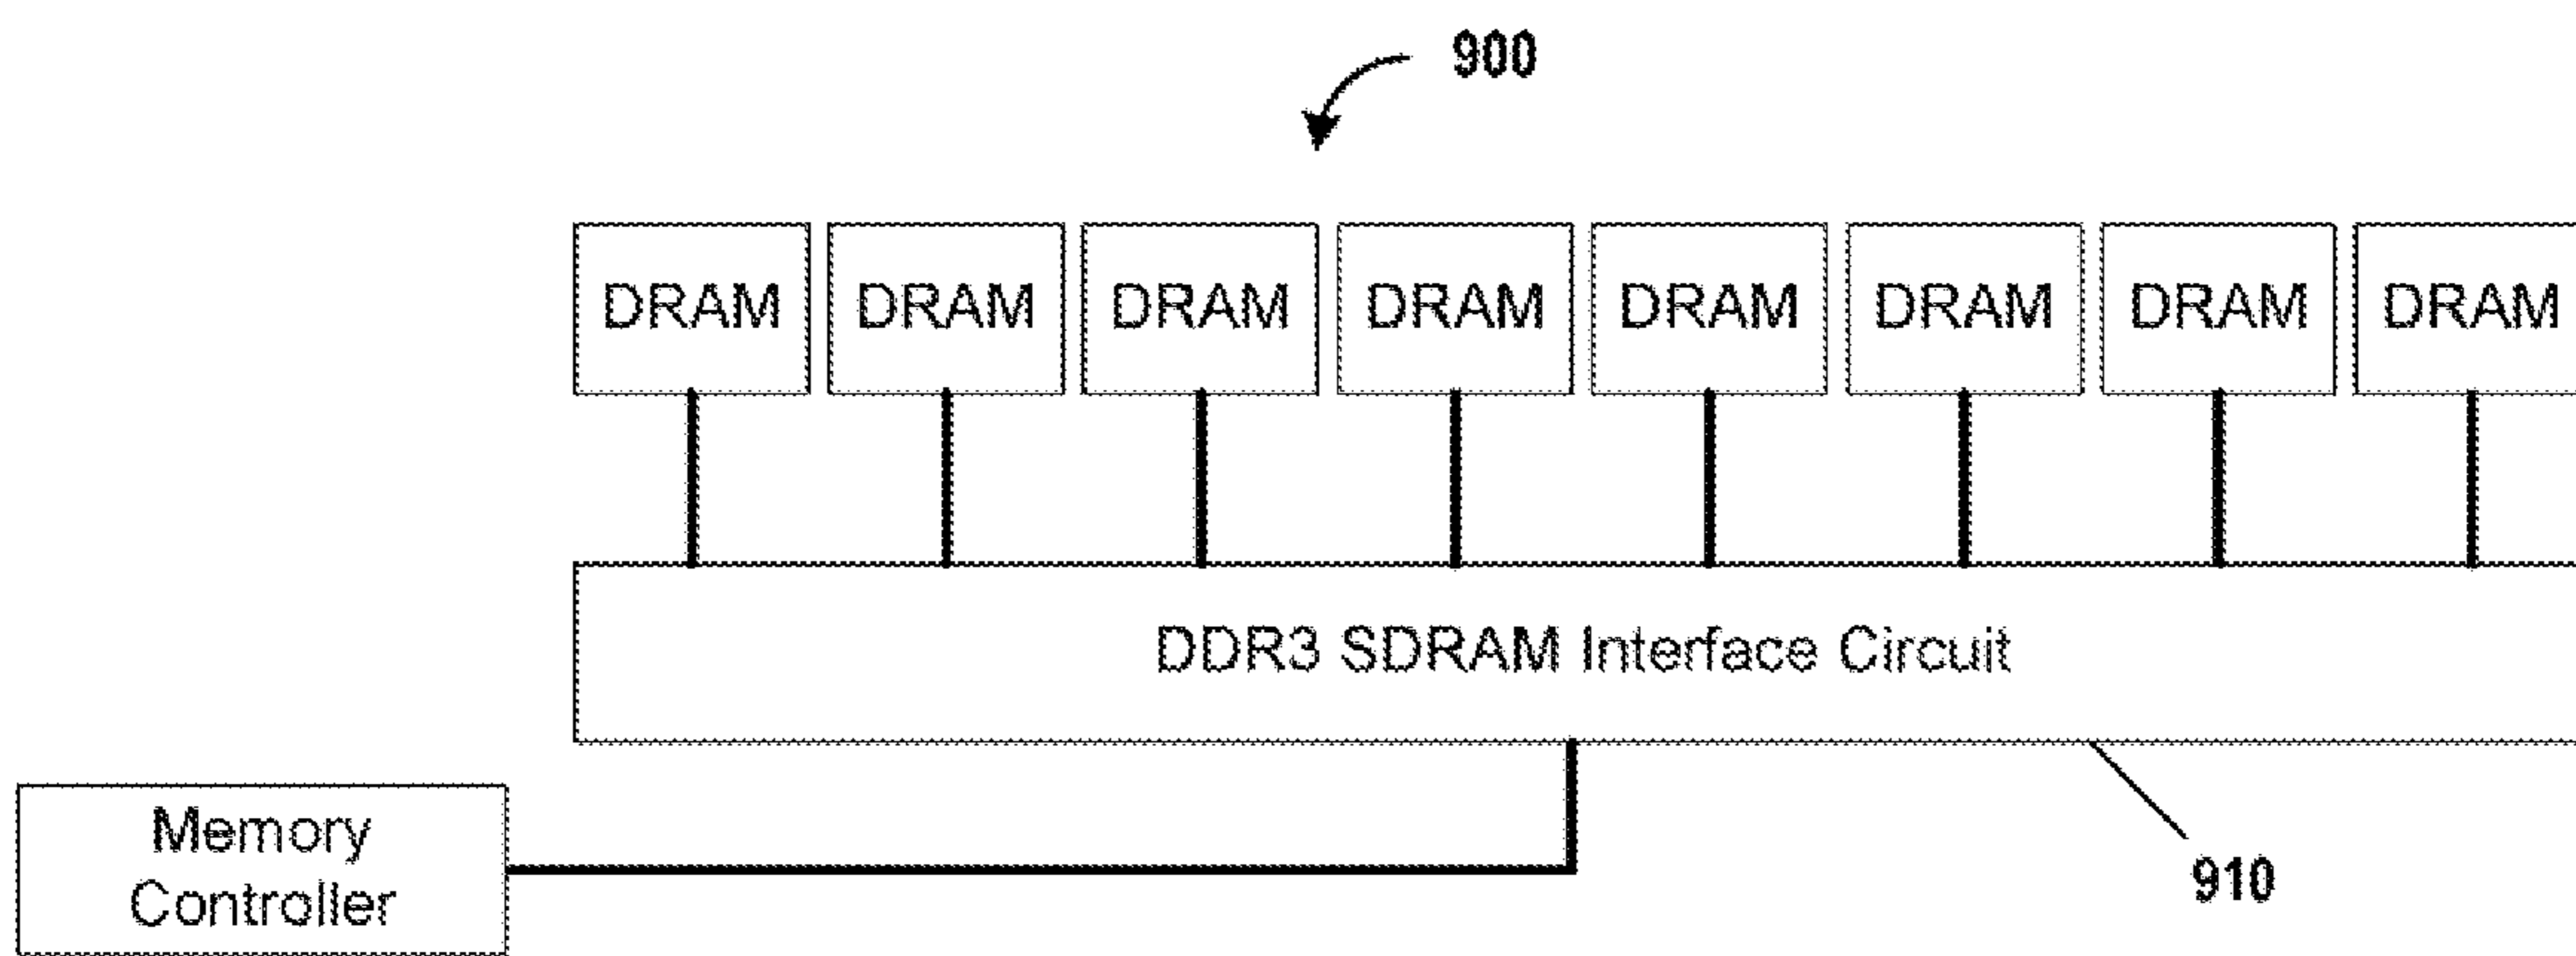 900
DRAM DRAM DRAM DRAM DRAM DRAM DRAM DRAM
DDR3 SDRAM Interface Circuit
Memory
Controller
910